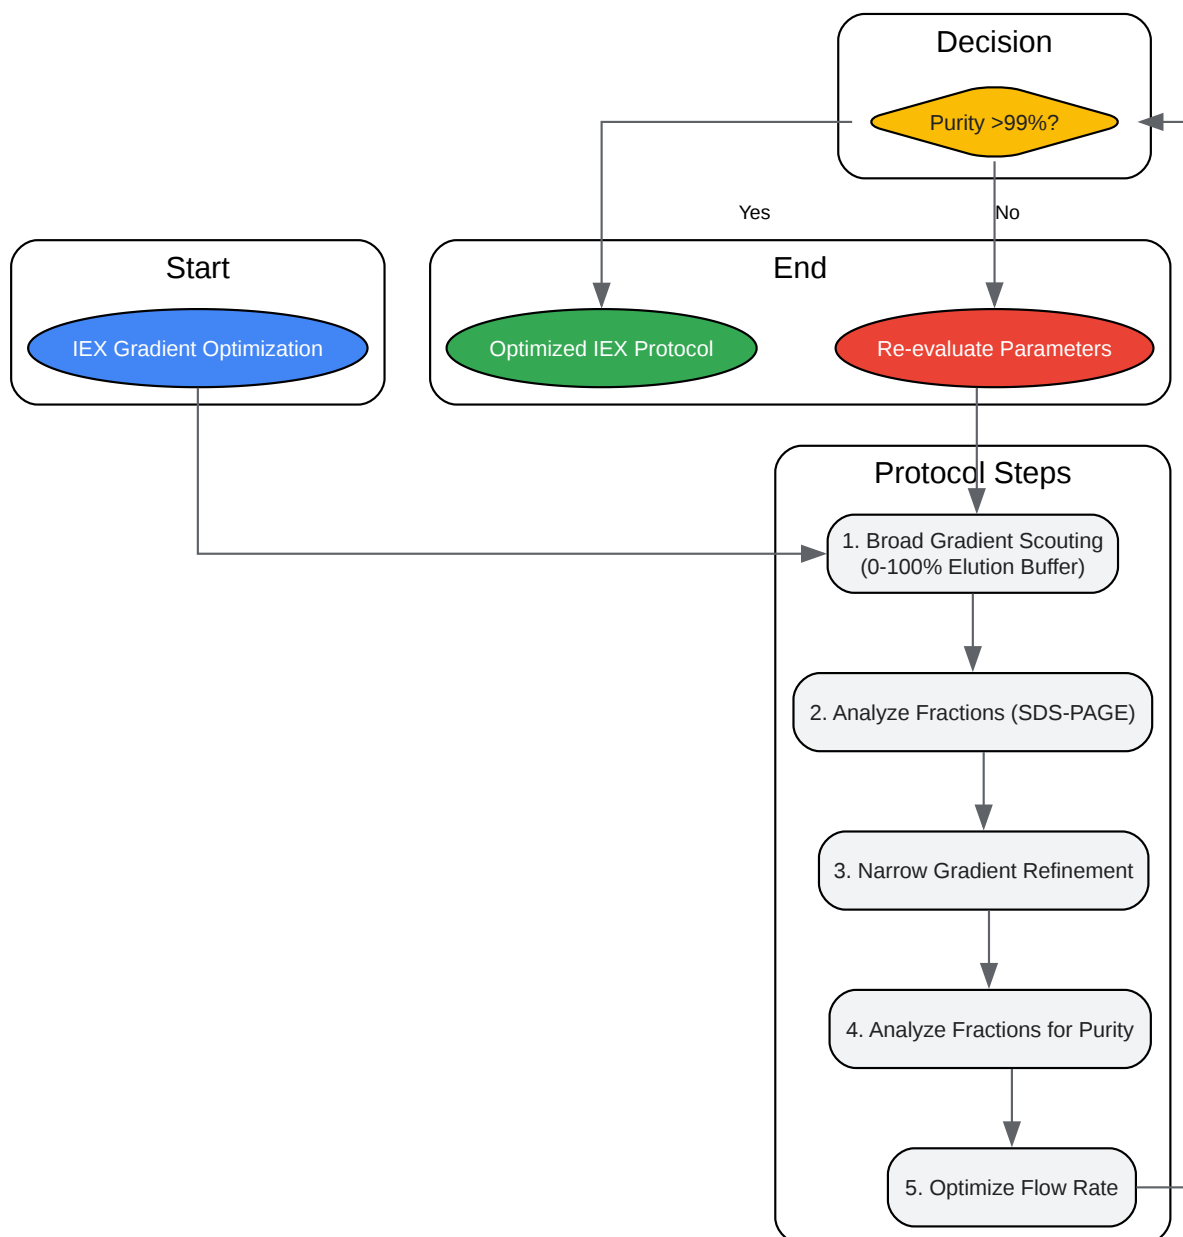 Decision
Purity >99%?
Yes
No
Start
IEX Gradient Optimization
End
Optimized IEX Protocol
Re-evaluate Parameters
Protocol Steps
1. Broad Gradient Scouting
(0-100% Elution Buffer)
2. Analyze Fractions (SDS-PAGE)
3. Narrow Gradient Refinement
4. Analyze Fractions for Purity
5. Optimize Flow Rate